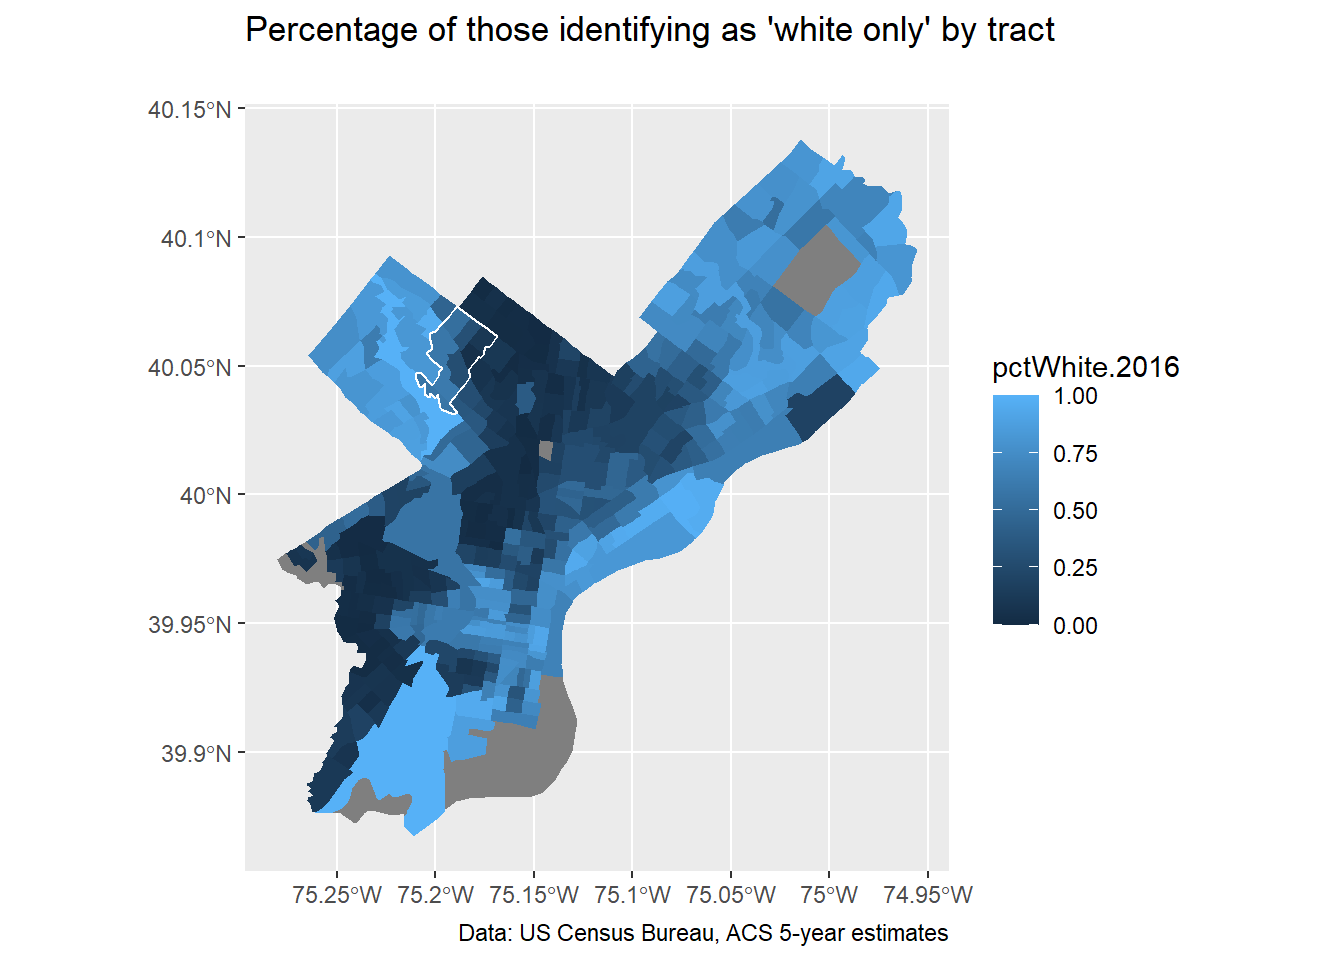 Percentage of those identifying as 'white only' by tract
40.15°N
40.1°N
40.05°N
40°N
39.95°N
39.9°N
75.25°W 75.2°W 75.15°W 75.1°W 75.05°W 75°W 74.95°W
pctWhite.2016
1.00
0.75
0.50
0.25
0.00
Data: US Census Bureau, ACS 5-year estimates